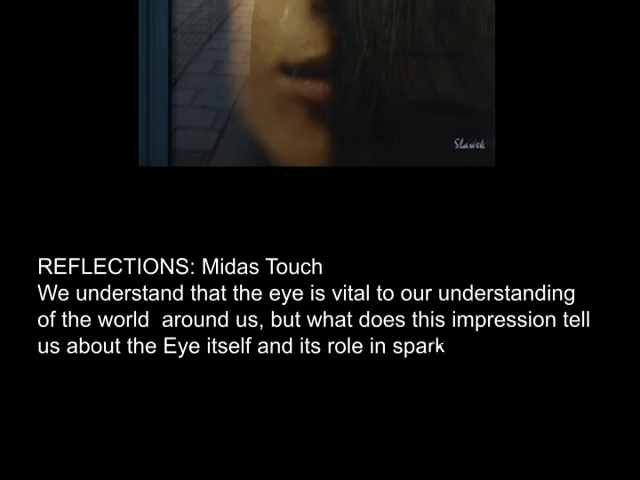 Slawek
REFLECTIONS: Midas Touch
We understand that the eye is vital to our understanding
of the world  around us, but what does this impression tell
us about the Eye itself and its role in spark